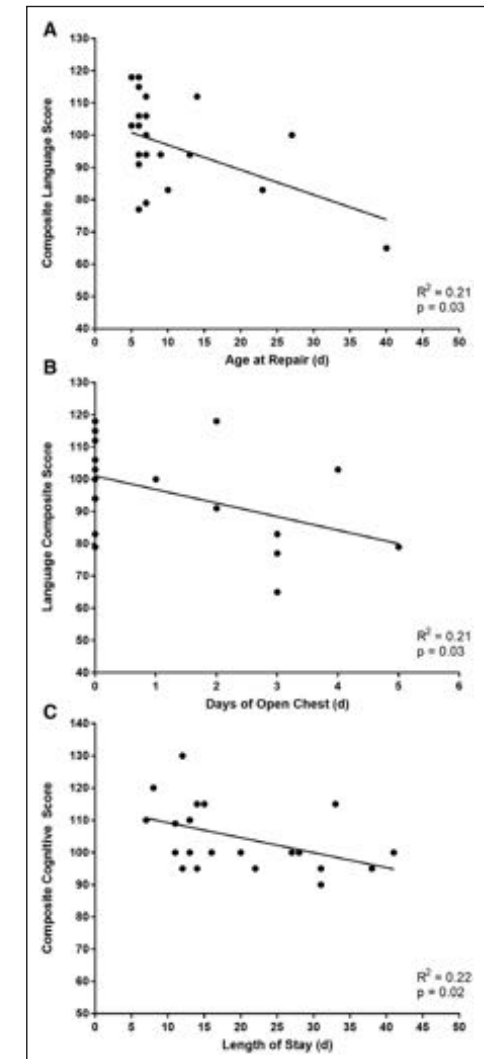 A
130
120
110
100
90
80
70
60
50
40
Composite Language Score
0 5 10 15 20 25 30 35 40 45 50
Age at Repair (d)
R² = 0.21
p = 0.03
B
130
120
110
100
90
80
70
60
50
40
Language Composite Score
0 1 2 3 4 5 6
Days of Open Chest (d)
R² = 0.21
p = 0.03
C
140
130
120
110
100
90
80
70
60
50
Composite Cognitive Score
0 5 10 15 20 25 30 35 40 45 50
Length of Stay (d)
R² = 0.22
p = 0.02